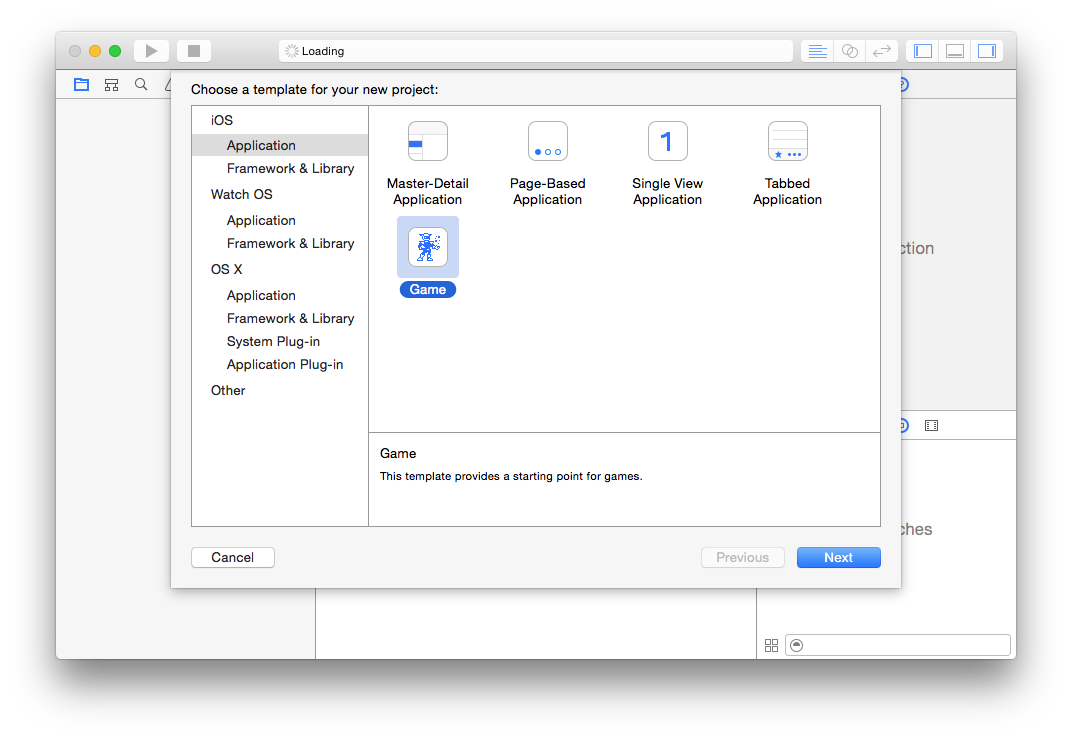 Loading
Choose a template for your new project:
iOS
Application
Framework & Library
Watch OS
Application
Framework & Library
OS X
Application
Framework & Library
System Plug-in
Application Plug-in
Other
1
Master-Detail
Application
Page-Based
Application
Single View
Application
Tabbed
Application
Game
Game
This template provides a starting point for games.
Cancel
Previous
Next
ction
ches